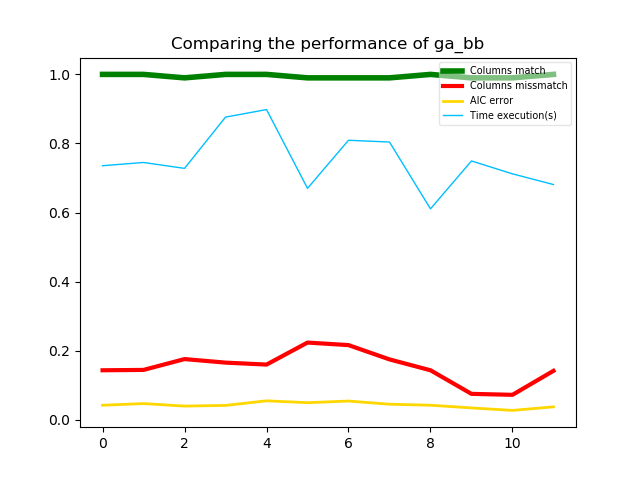 Comparing the performance of ga_bb
Columns match
Columns missmatch
AIC error
Time execution(s)
1.0
0.8
0.6
0.4
0.2
0.0
0 2 4 6 8 10